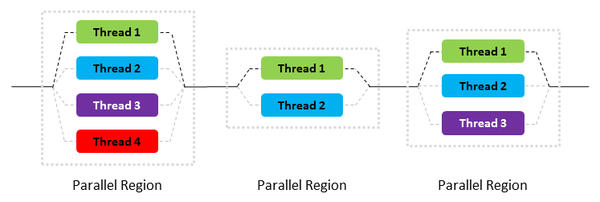 Thread 1
Thread 2
Thread 3
Thread 4
Parallel Region
Thread 1
Thread 2
Parallel Region
Thread 1
Thread 2
Thread 3
Parallel Region